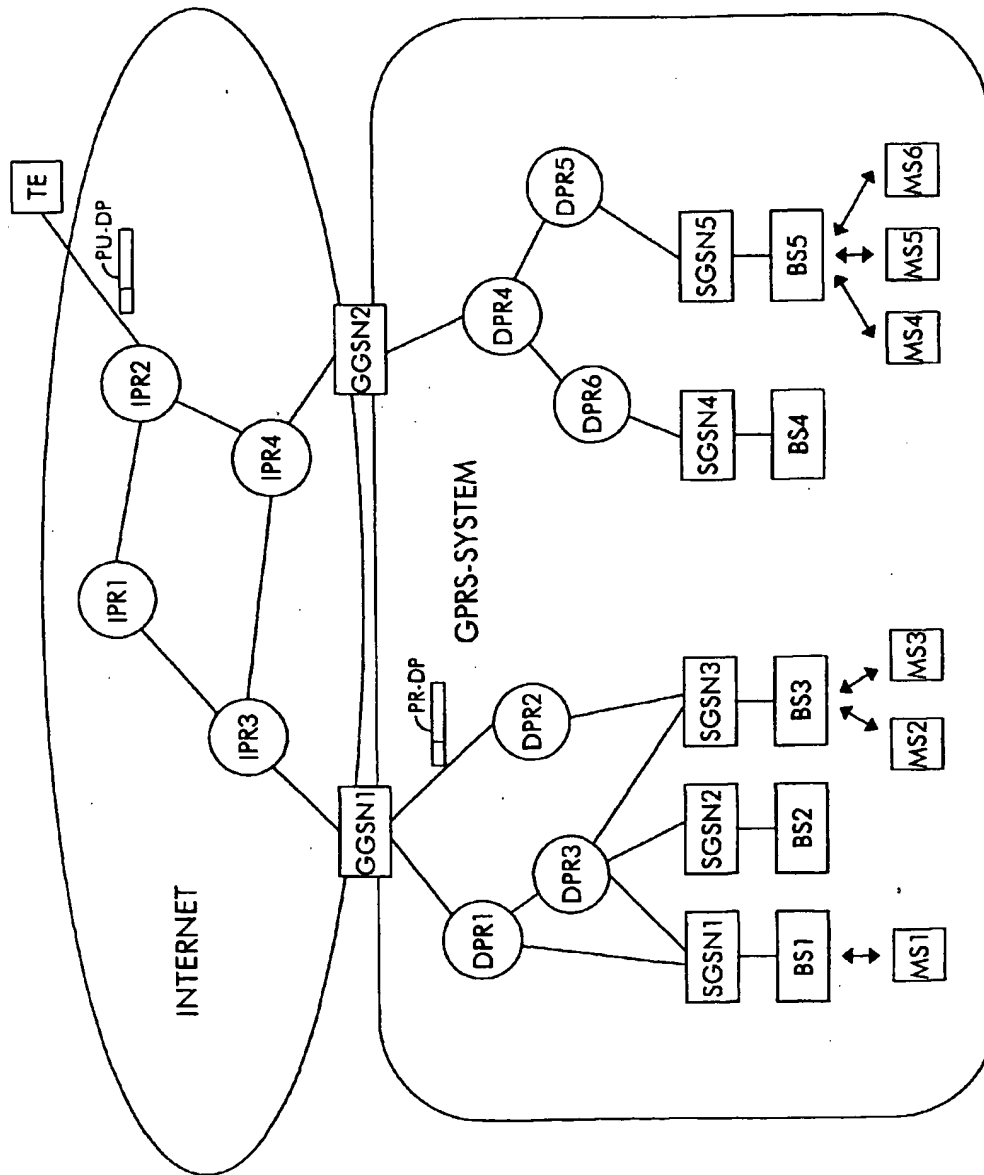 INTERNET
TE
PU-DP
IPR1
IPR2
IPR3
IPR4
GGSN1
GGSN2
GPRS-SYSTEM
PR-DP
DPR1
DPR3
DPR2
DPR6
DPR4
DPR5
SGSN1
SGSN2
SGSN3
SGSN4
SGSN5
BS1
BS2
BS3
BS4
BS5
MS1
MS2
MS3
MS4
MS5
MS6